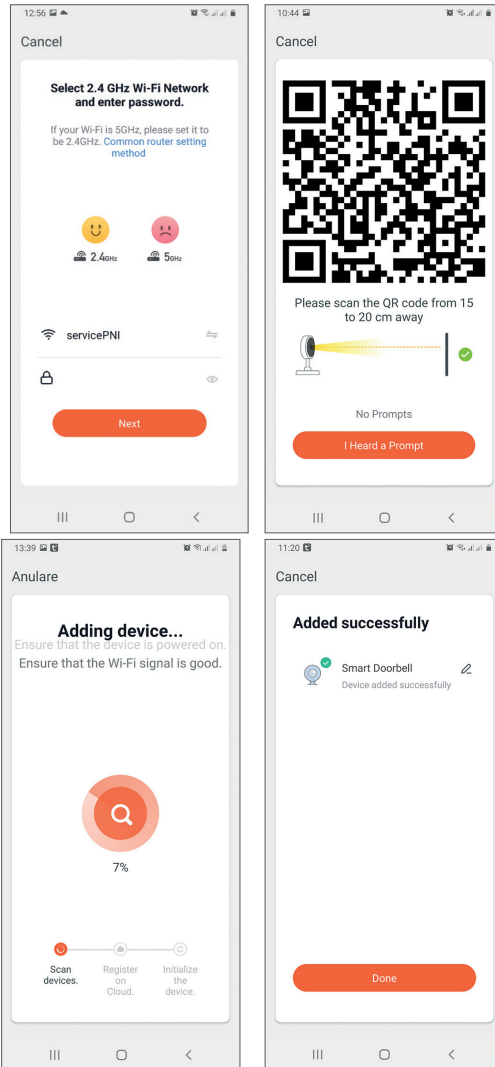 12:56
Cancel
Select 2.4 GHz Wi-Fi Network
and enter password.
If your Wi-Fi is 5GHz, please set it to
be 2.4GHz. Common router setting
method
2.4GHz
5GHz
servicePNI
Next
10:44
Cancel
Please scan the QR code from 15
to 20 cm away
No Prompts
I Heard a Prompt
13:39
Anulare
Adding device...
Ensure that the device is powered on.
Ensure that the Wi-Fi signal is good.
7%
Scan
devices.
Register
on
Cloud.
Initialize
the
device.
11:20
Cancel
Added successfully
Smart Doorbell
Device added successfully
Done